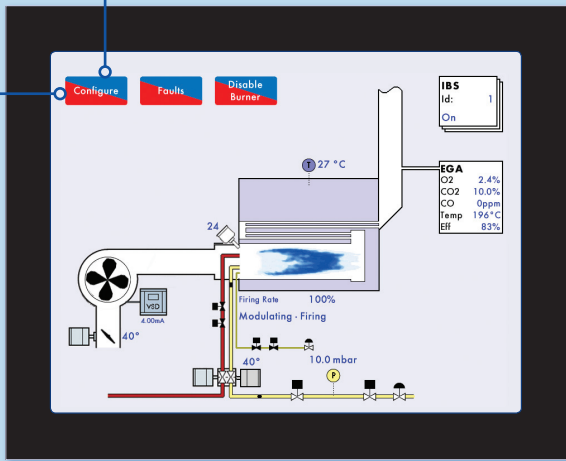 Configure
Faults
Disable
Burner
IBS
Id: 1
On
T 27 °C
EGA
O2 2.4%
CO2 10.0%
CO 0ppm
Temp 196°C
Eff 83%
24
VSD
4.00mA
Firing Rate 100%
Modulating - Firing
40°
40°
10.0 mbar
P